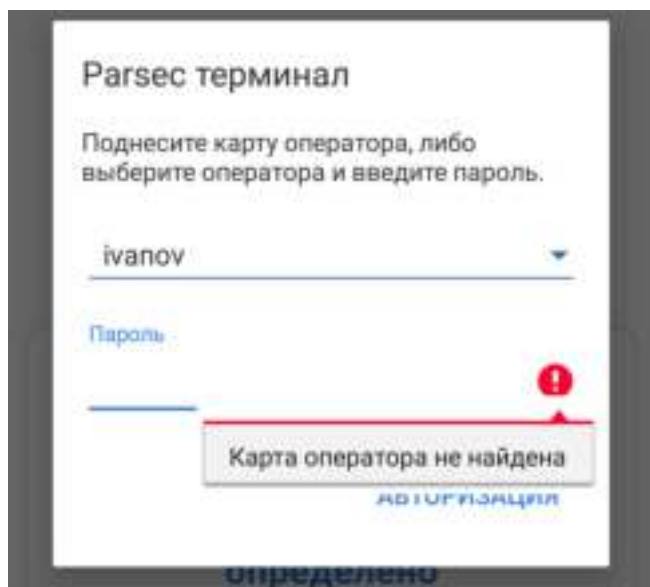 Parsec терминал
Поднесите карту оператора, либо
выберите оператора и введите пароль.
ivanov
Пароль
Карта оператора не найдена
АВТОРИЗАЦИЯ
определено